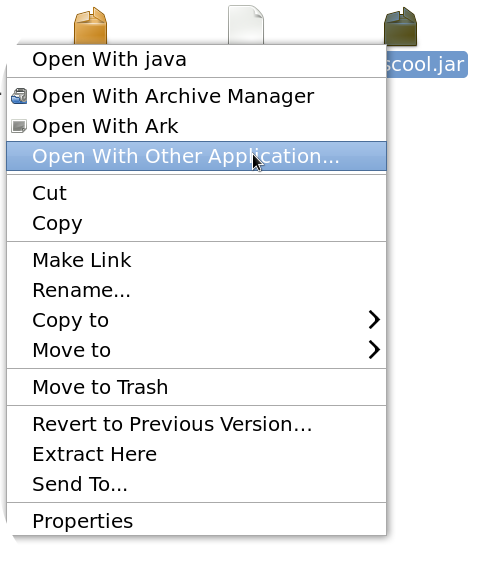 Open With java
scool.jar
Open With Archive Manager
Open With Ark
Open With Other Application...
Cut
Copy
Make Link
Rename...
Copy to
Move to
Move to Trash
Revert to Previous Version...
Extract Here
Send To...
Properties